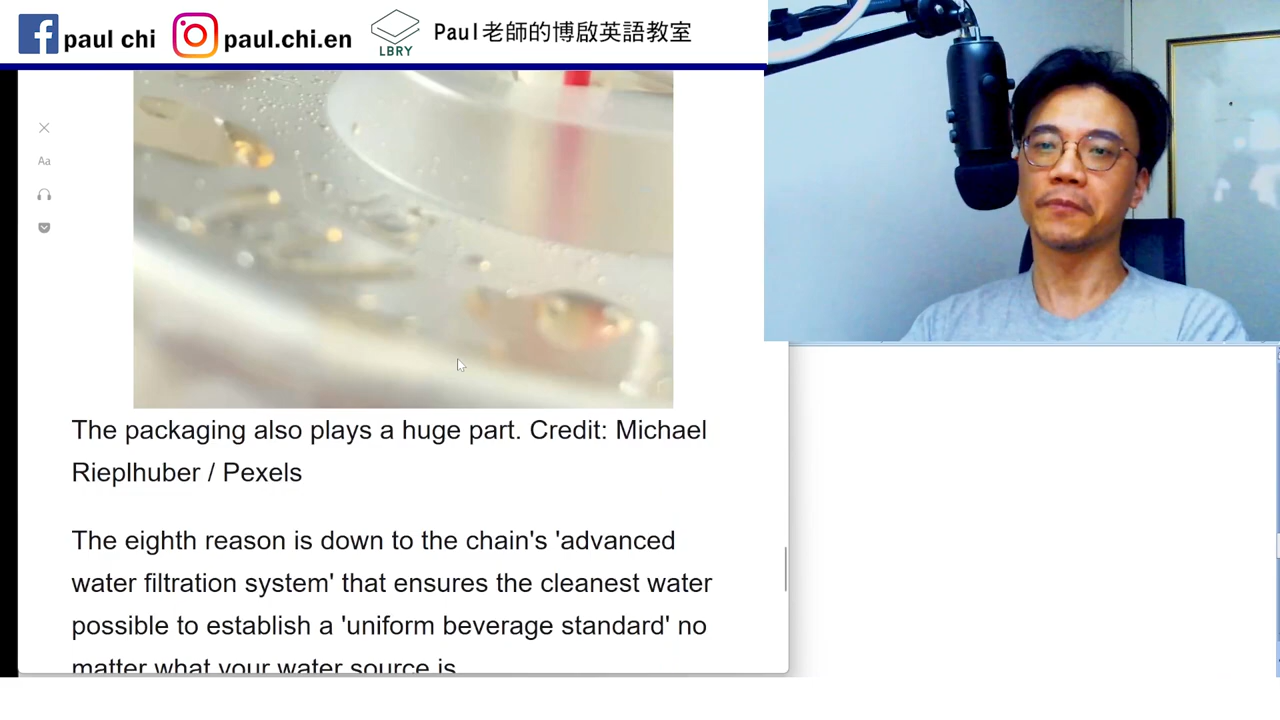 paul chi
paul.chi.en
LBRY
Paul老師的博啟英語教室
Aa
The packaging also plays a huge part. Credit: Michael
Rieplhuber / Pexels
The eighth reason is down to the chain's 'advanced
water filtration system' that ensures the cleanest water
possible to establish a 'uniform beverage standard' no
matter what your water source is